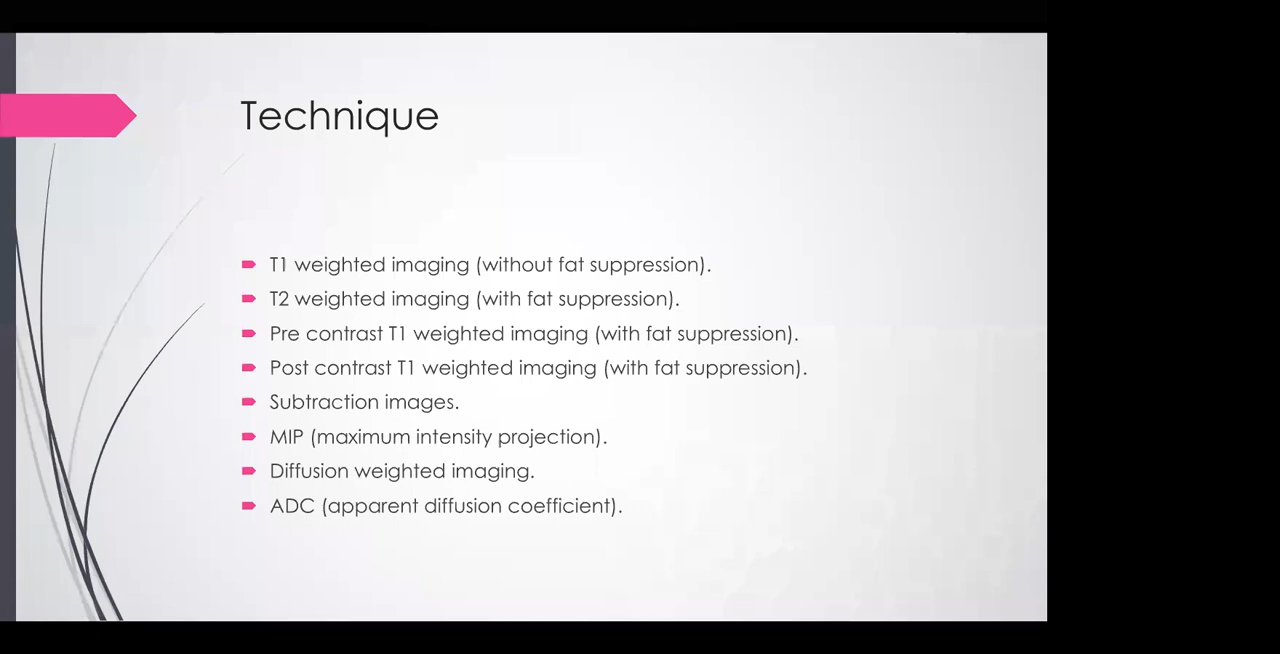 Technique
T1 weighted imaging (without fat suppression).
T2 weighted imaging (with fat suppression).
Pre contrast T1 weighted imaging (with fat suppression).
Post contrast T1 weighted imaging (with fat suppression).
Subtraction images.
MIP (maximum intensity projection).
Diffusion weighted imaging.
ADC (apparent diffusion coefficient).